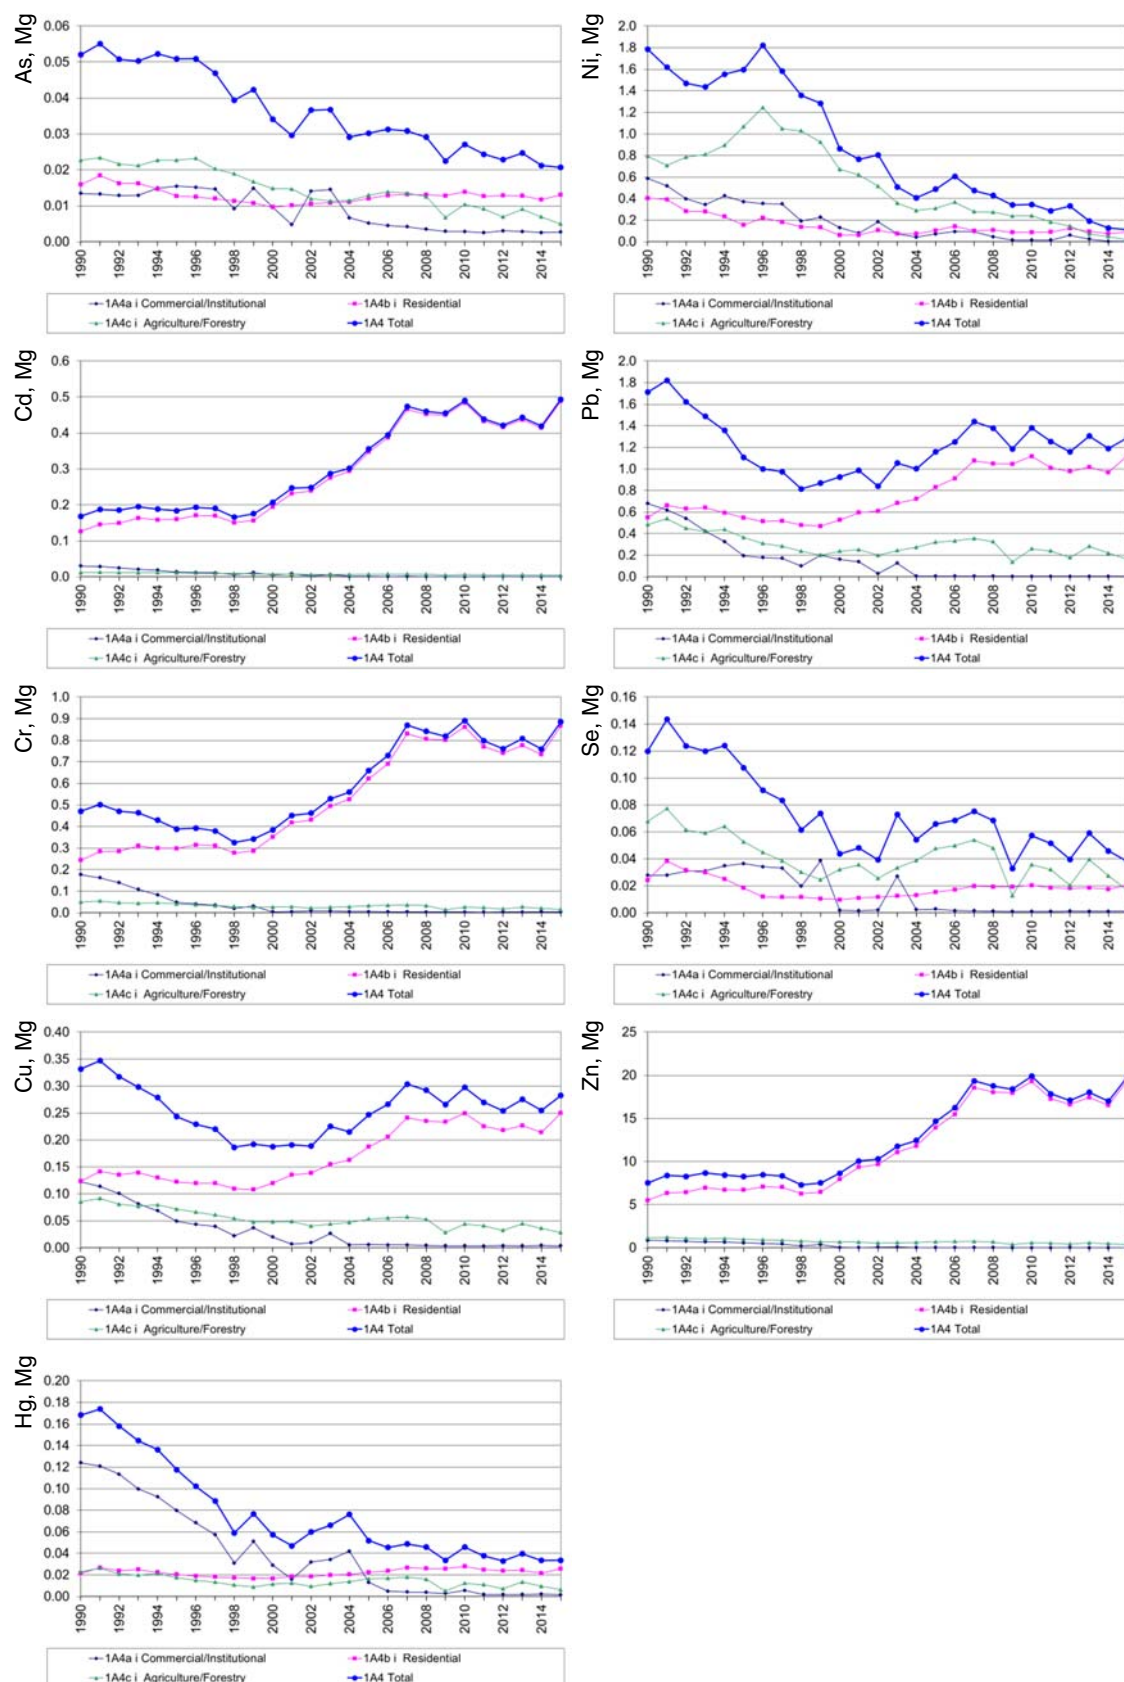 As, Mg
0.06
0.05
0.04
0.03
0.02
0.01
0.00
1990 1992 1994 1996 1998 2000 2002 2004 2006 2008 2010 2012 2014
1A4a i Commercial/Institutional 1A4b i Residential
1A4c i Agriculture/Forestry 1A4 Total
Ni, Mg
2.0
1.8
1.6
1.4
1.2
1.0
0.8
0.6
0.4
0.2
0.0
1990 1992 1994 1996 1998 2000 2002 2004 2006 2008 2010 2012 2014
1A4a i Commercial/Institutional 1A4b i Residential
1A4c i Agriculture/Forestry 1A4 Total
Cd, Mg
0.6
0.5
0.4
0.3
0.2
0.1
0.0
1990 1992 1994 1996 1998 2000 2002 2004 2006 2008 2010 2012 2014
1A4a i Commercial/Institutional 1A4b i Residential
1A4c i Agriculture/Forestry 1A4 Total
Pb, Mg
2.0
1.8
1.6
1.4
1.2
1.0
0.8
0.6
0.4
0.2
0.0
1990 1992 1994 1996 1998 2000 2002 2004 2006 2008 2010 2012 2014
1A4a i Commercial/Institutional 1A4b i Residential
1A4c i Agriculture/Forestry 1A4 Total
Cr, Mg
1.0
0.9
0.8
0.7
0.6
0.5
0.4
0.3
0.2
0.1
0.0
1990 1992 1994 1996 1998 2000 2002 2004 2006 2008 2010 2012 2014
1A4a i Commercial/Institutional 1A4b i Residential
1A4c i Agriculture/Forestry 1A4 Total
Se, Mg
0.16
0.14
0.12
0.10
0.08
0.06
0.04
0.02
0.00
1990 1992 1994 1996 1998 2000 2002 2004 2006 2008 2010 2012 2014
1A4a i Commercial/Institutional 1A4b i Residential
1A4c i Agriculture/Forestry 1A4 Total
Cu, Mg
0.40
0.35
0.30
0.25
0.20
0.15
0.10
0.05
0.00
1990 1992 1994 1996 1998 2000 2002 2004 2006 2008 2010 2012 2014
1A4a i Commercial/Institutional 1A4b i Residential
1A4c i Agriculture/Forestry 1A4 Total
Zn, Mg
25
20
15
10
5
0
1990 1992 1994 1996 1998 2000 2002 2004 2006 2008 2010 2012 2014
1A4a i Commercial/Institutional 1A4b i Residential
1A4c i Agriculture/Forestry 1A4 Total
Hg, Mg
0.20
0.18
0.16
0.14
0.12
0.10
0.08
0.06
0.04
0.02
0.00
1990 1992 1994 1996 1998 2000 2002 2004 2006 2008 2010 2012 2014
1A4a i Commercial/Institutional 1A4b i Residential
1A4c i Agriculture/Forestry 1A4 Total